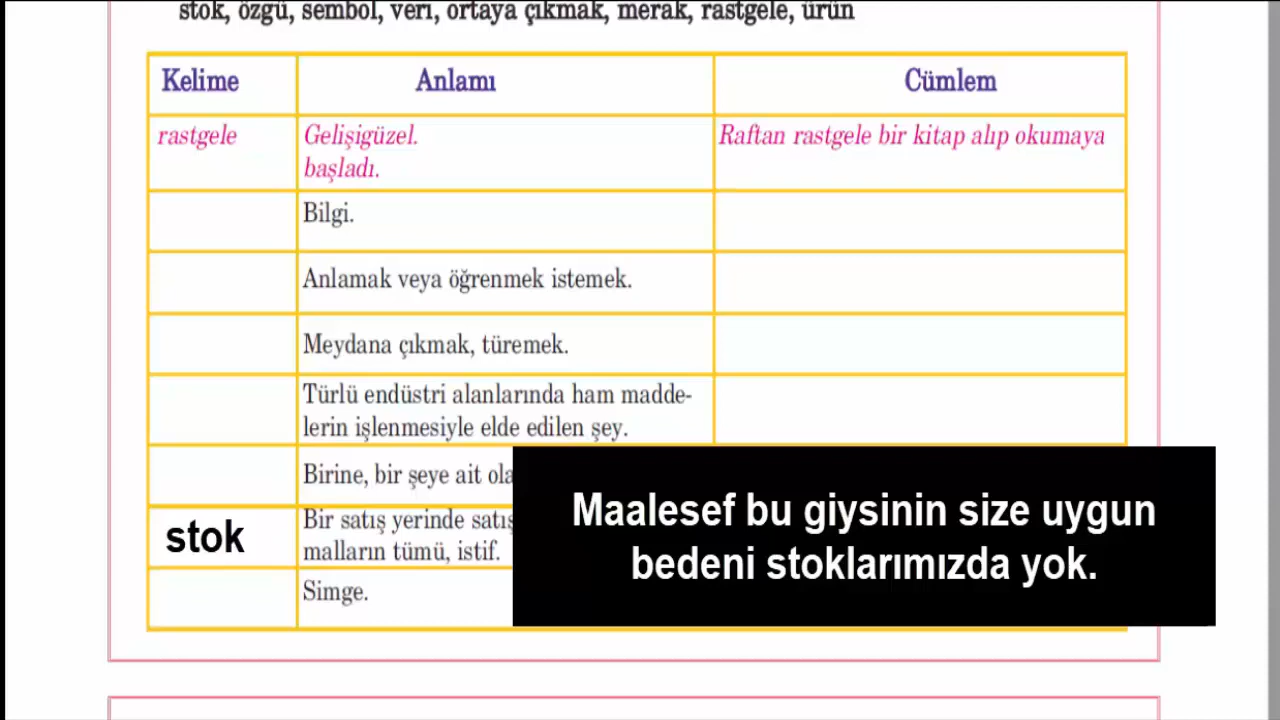 stok, özgü, sembol, veri, ortaya çıkmak, merak, rastgele, ürün
Kelime Anlamı Cümlem
rastgele Gelişigüzel. Raftan rastgele bir kitap alıp okumaya
başladı.
Bilgi.
Anlamak veya öğrenmek istemek.
Meydana çıkmak, türemek.
Türlü endüstri alanlarında ham madde-
lerin işlenmesiyle elde edilen şey.
Birine, bir şeye ait
stok
Bir satış yerinde
malların tümü, istif.
Simge.
Maalesef bu giysinin size uygun
bedeni stoklarımızda yok.